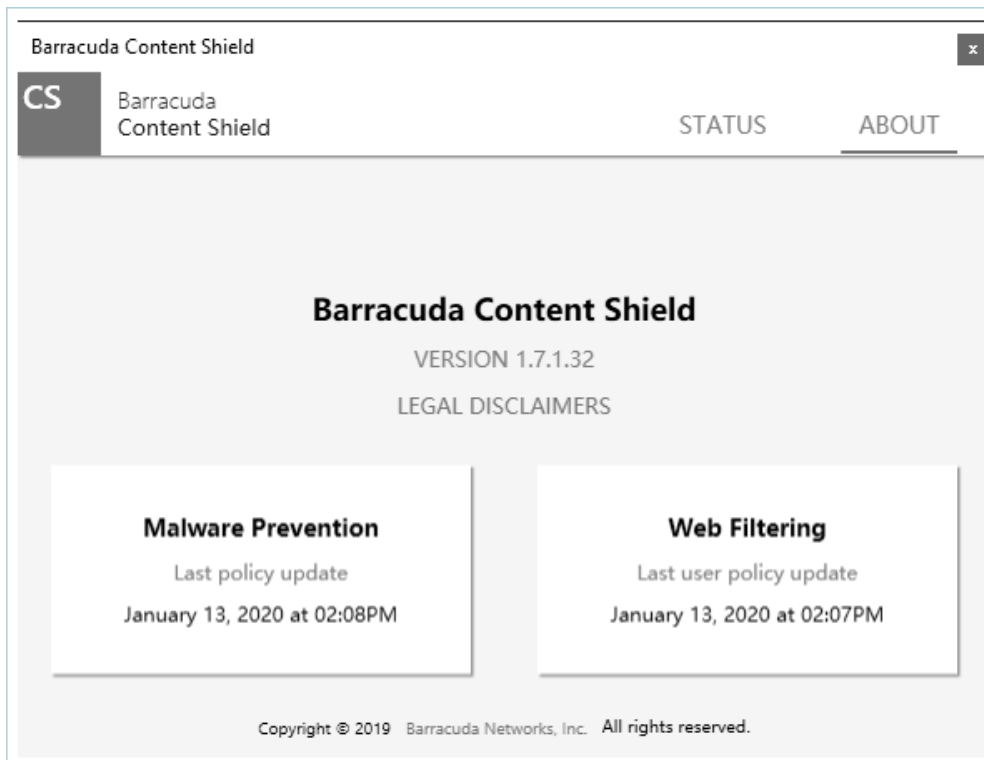 Barracuda Content Shield
x
CS
Barracuda
Content Shield
STATUS
ABOUT
Barracuda Content Shield
VERSION 1.7.1.32
LEGAL DISCLAIMERS
Malware Prevention
Last policy update
January 13, 2020 at 02:08PM
Web Filtering
Last user policy update
January 13, 2020 at 02:07PM
Copyright © 2019 Barracuda Networks, Inc. All rights reserved.